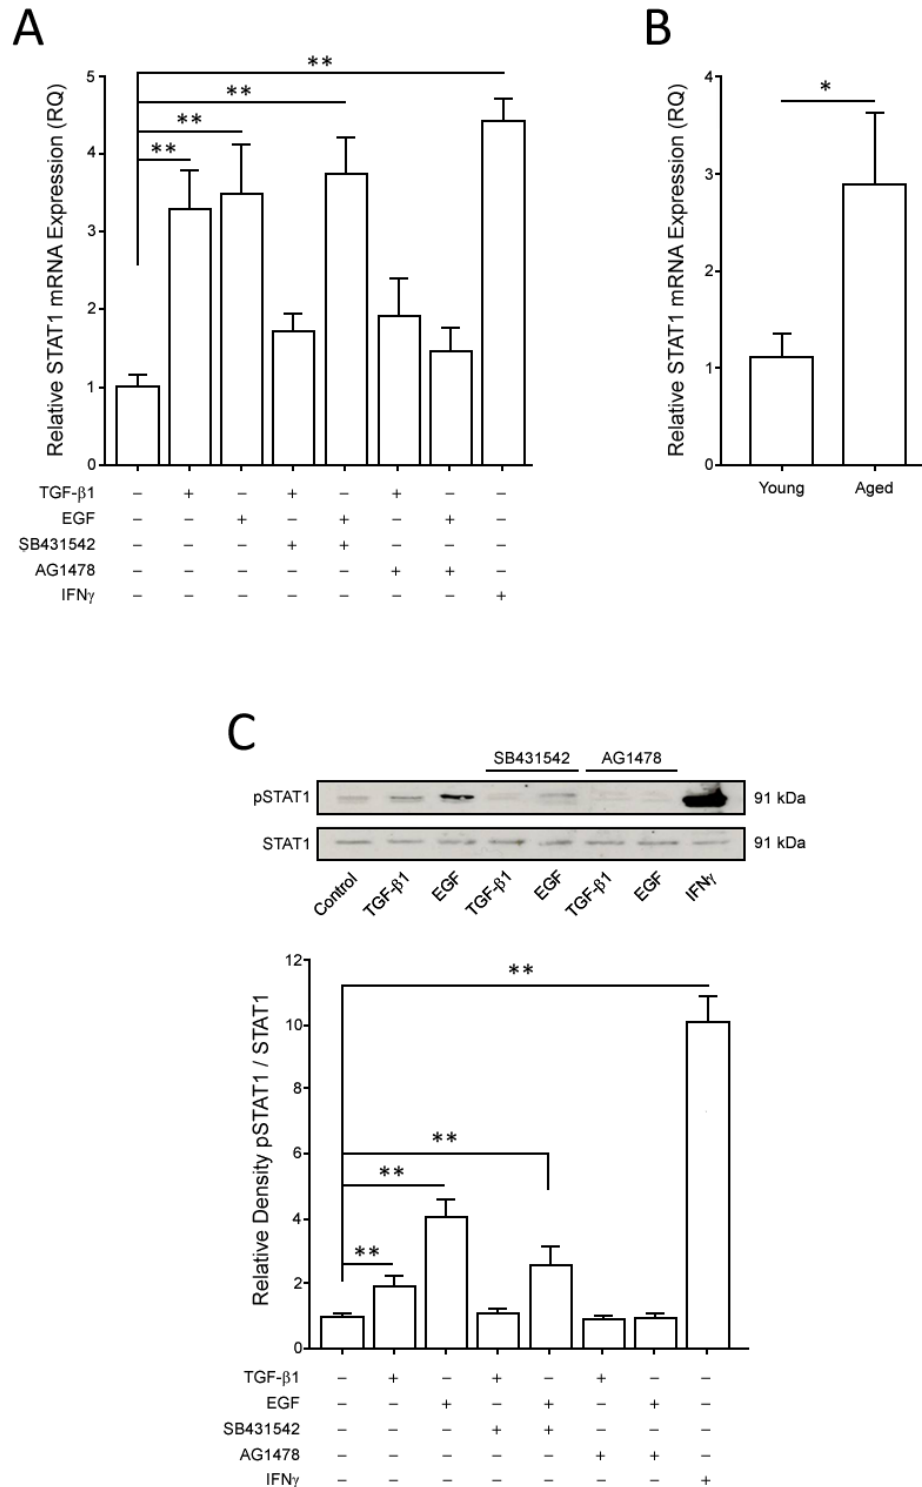 A
Relative STAT1 mRNA Expression (RQ)
5
4
3
2
1
0
**
**
**
**
TGF-β1 – + – + – + – –
EGF – – + – + – + –
SB431542 – – – + + – – –
AG1478 – – – – – + + –
IFNγ – – – – – – – +
B
Relative STAT1 mRNA Expression (RQ)
4
3
2
1
0
*
Young Aged
C
SB431542 AG1478
pSTAT1 91 kDa
STAT1 91 kDa
Control TGF-β1 EGF TGF-β1 EGF TGF-β1 EGF IFNγ
Relative Density pSTAT1 / STAT1
12
10
8
6
4
2
0
**
**
**
**
TGF-β1 – + – + – + – –
EGF – – + – + – + –
SB431542 – – – + + – – –
AG1478 – – – – – + + –
IFNγ – – – – – – – +